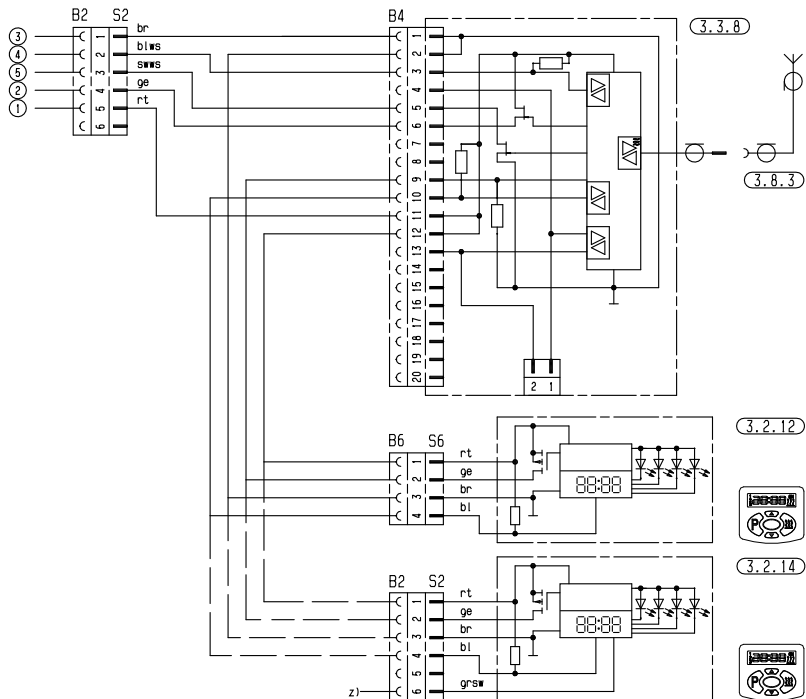 B2 S2
3 1 br
4 2 blws
5 3 swws
2 4 ge
1 5 rt
6
B4
1
2
3
4
5
6
7
8
9
10
11
12
13
14
15
16
17
18
19
20
2 1
3.3.8
3.8.3
B6 S6
1 rt
2 ge
3 br
4 bl
88:88
3.2.12
88:88
P
B2 S2
1 rt
2 ge
3 br
4 bl
5
z) 6 grsw
88:88
3.2.14
88:88
P